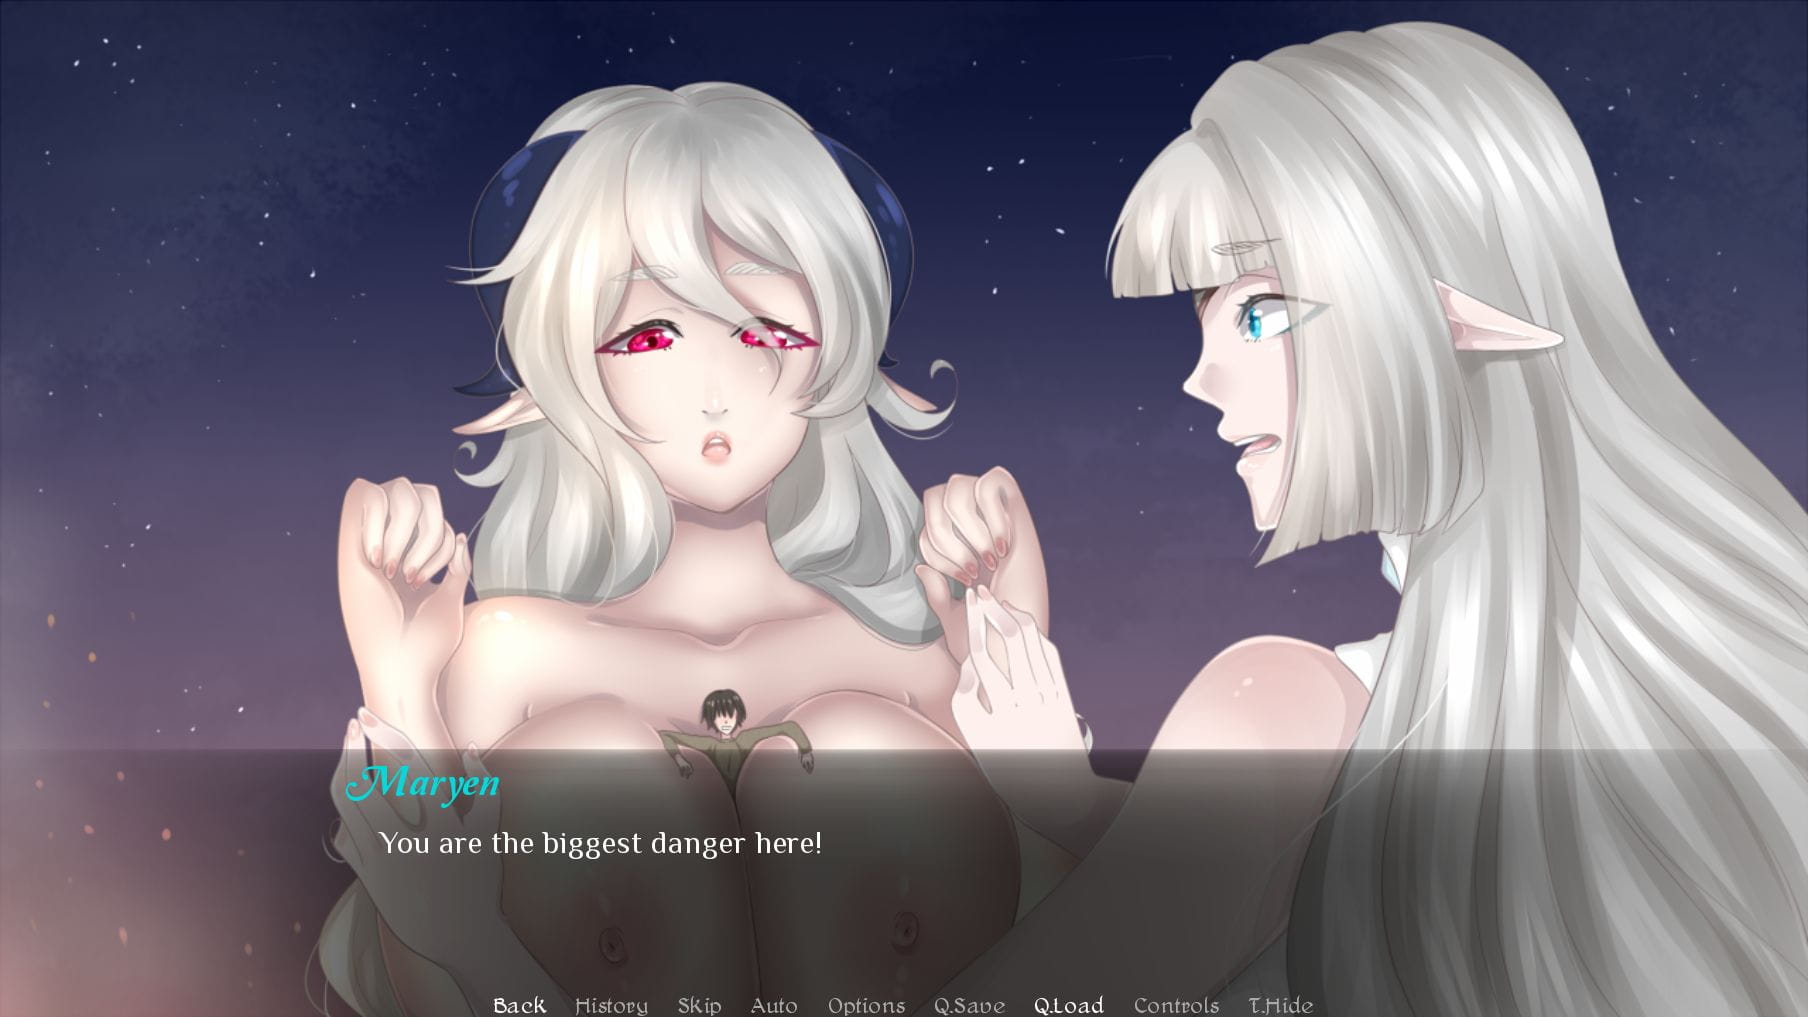 Maryen
You are the biggest danger here!
Back History Skip Auto Options Q.Save Q.Load Controls T.Hide